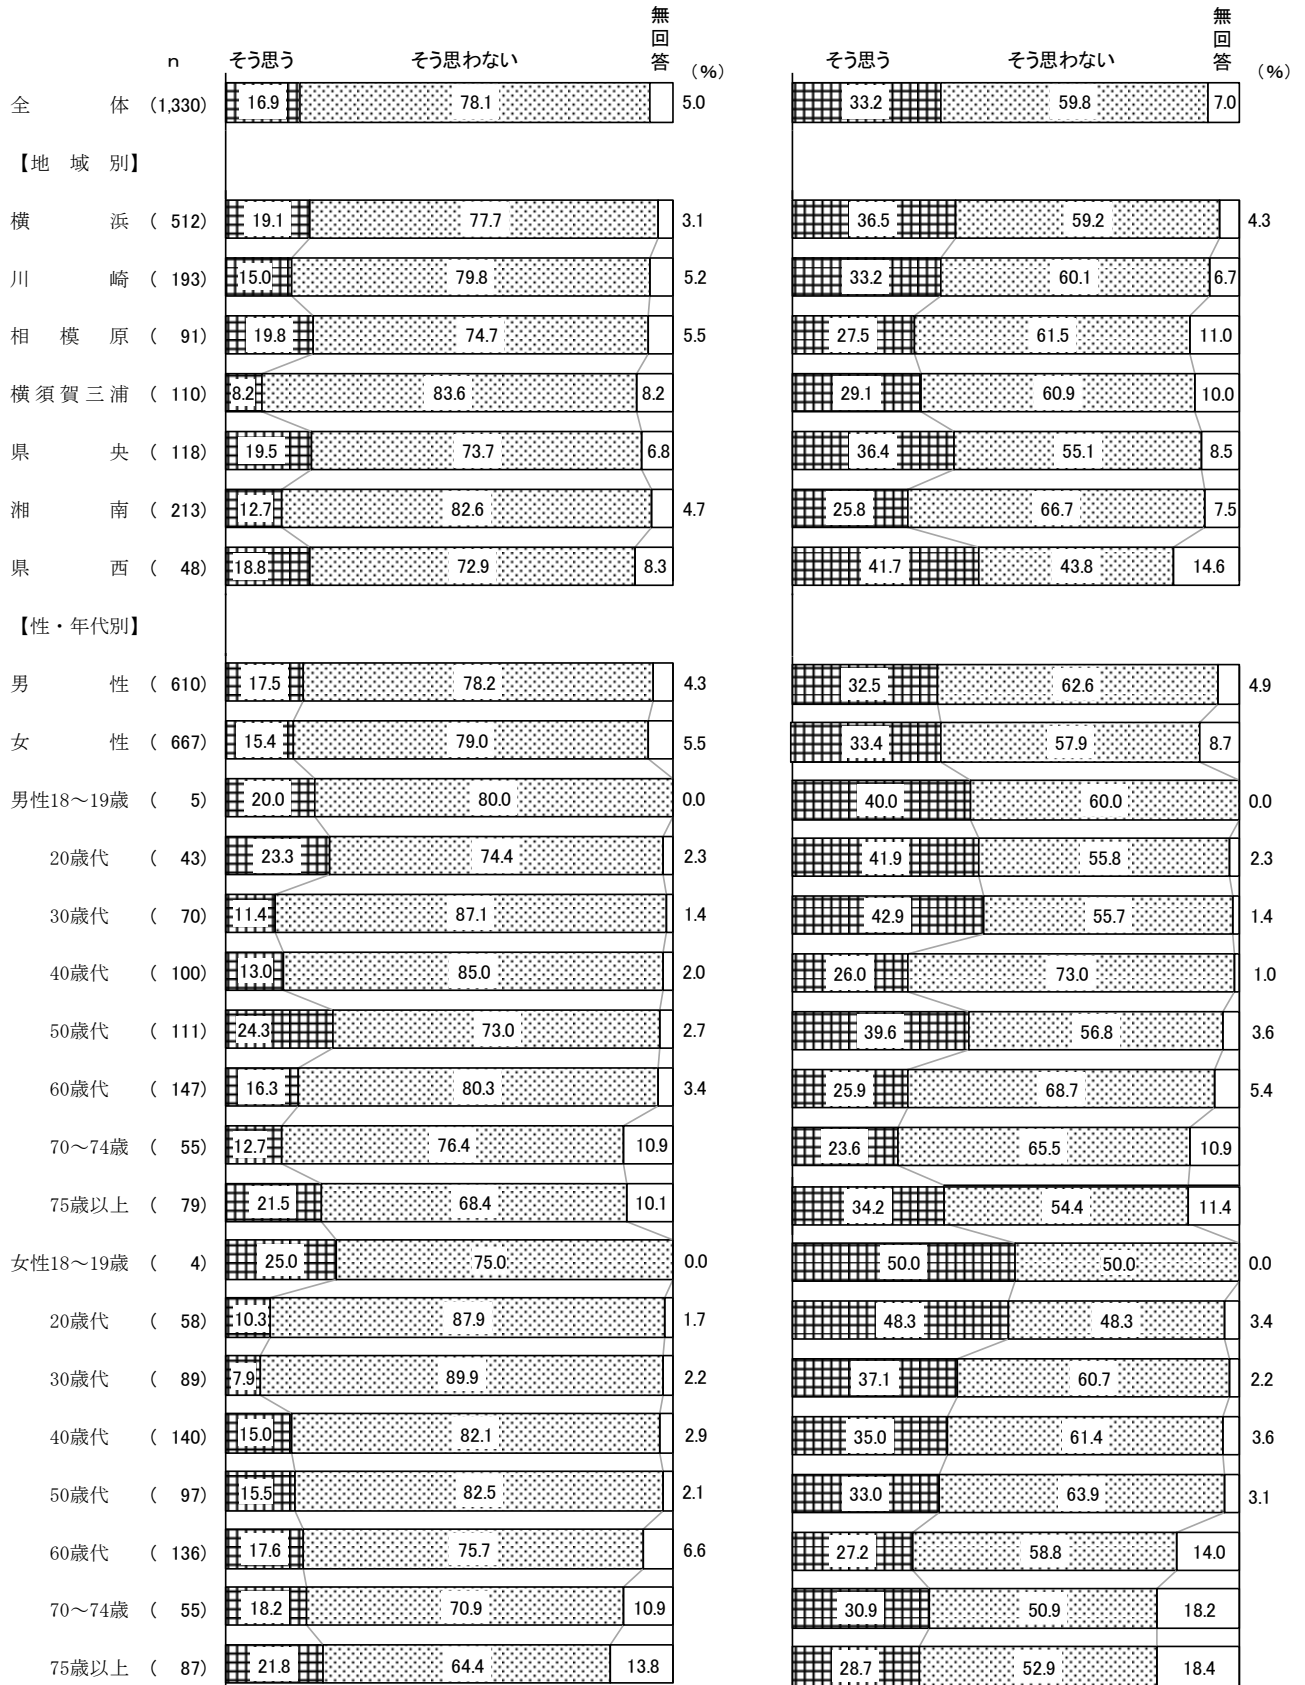 無回答 無回答
n そう思う そう思わない (%) そう思う そう思わない (%)
全体 (1,330) 16.9 78.1 5.0 33.2 59.8 7.0
【地域別】
横浜 (512) 19.1 77.7 3.1 36.5 59.2 4.3
川崎 (193) 15.0 79.8 5.2 33.2 60.1 6.7
相模原 (91) 19.8 74.7 5.5 27.5 61.5 11.0
横須賀三浦 (110) 8.2 83.6 8.2 29.1 60.9 10.0
県央 (118) 19.5 73.7 6.8 36.4 55.1 8.5
湘南 (213) 12.7 82.6 4.7 25.8 66.7 7.5
県西 (48) 18.8 72.9 8.3 41.7 43.8 14.6
【性・年代別】
男性 (610) 17.5 78.2 4.3 32.5 62.6 4.9
女性 (667) 15.4 79.0 5.5 33.4 57.9 8.7
男性18～19歳 (5) 20.0 80.0 0.0 40.0 60.0 0.0
20歳代 (43) 23.3 74.4 2.3 41.9 55.8 2.3
30歳代 (70) 11.4 87.1 1.4 42.9 55.7 1.4
40歳代 (100) 13.0 85.0 2.0 26.0 73.0 1.0
50歳代 (111) 24.3 73.0 2.7 39.6 56.8 3.6
60歳代 (147) 16.3 80.3 3.4 25.9 68.7 5.4
70～74歳 (55) 12.7 76.4 10.9 23.6 65.5 10.9
75歳以上 (79) 21.5 68.4 10.1 34.2 54.4 11.4
女性18～19歳 (4) 25.0 75.0 0.0 50.0 50.0 0.0
20歳代 (58) 10.3 87.9 1.7 48.3 48.3 3.4
30歳代 (89) 7.9 89.9 2.2 37.1 60.7 2.2
40歳代 (140) 15.0 82.1 2.9 35.0 61.4 3.6
50歳代 (97) 15.5 82.5 2.1 33.0 63.9 3.1
60歳代 (136) 17.6 75.7 6.6 27.2 58.8 14.0
70～74歳 (55) 18.2 70.9 10.9 30.9 50.9 18.2
75歳以上 (87) 21.8 64.4 13.8 28.7 52.9 18.4